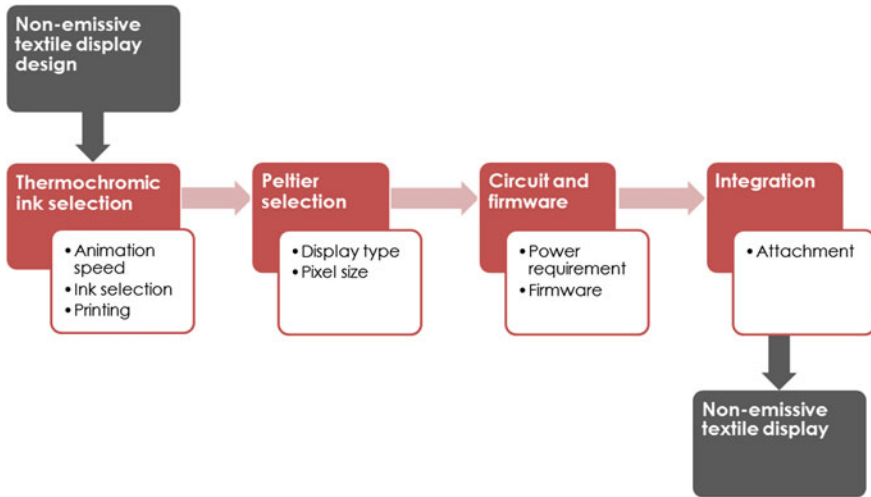 Non-emissive
textile display
design
Thermochromic
ink selection
• Animation
speed
• Ink selection
• Printing
Peltier
selection
• Display type
• Pixel size
Circuit and
firmware
• Power
requirement
• Firmware
Integration
• Attachment
Non-emissive
textile display